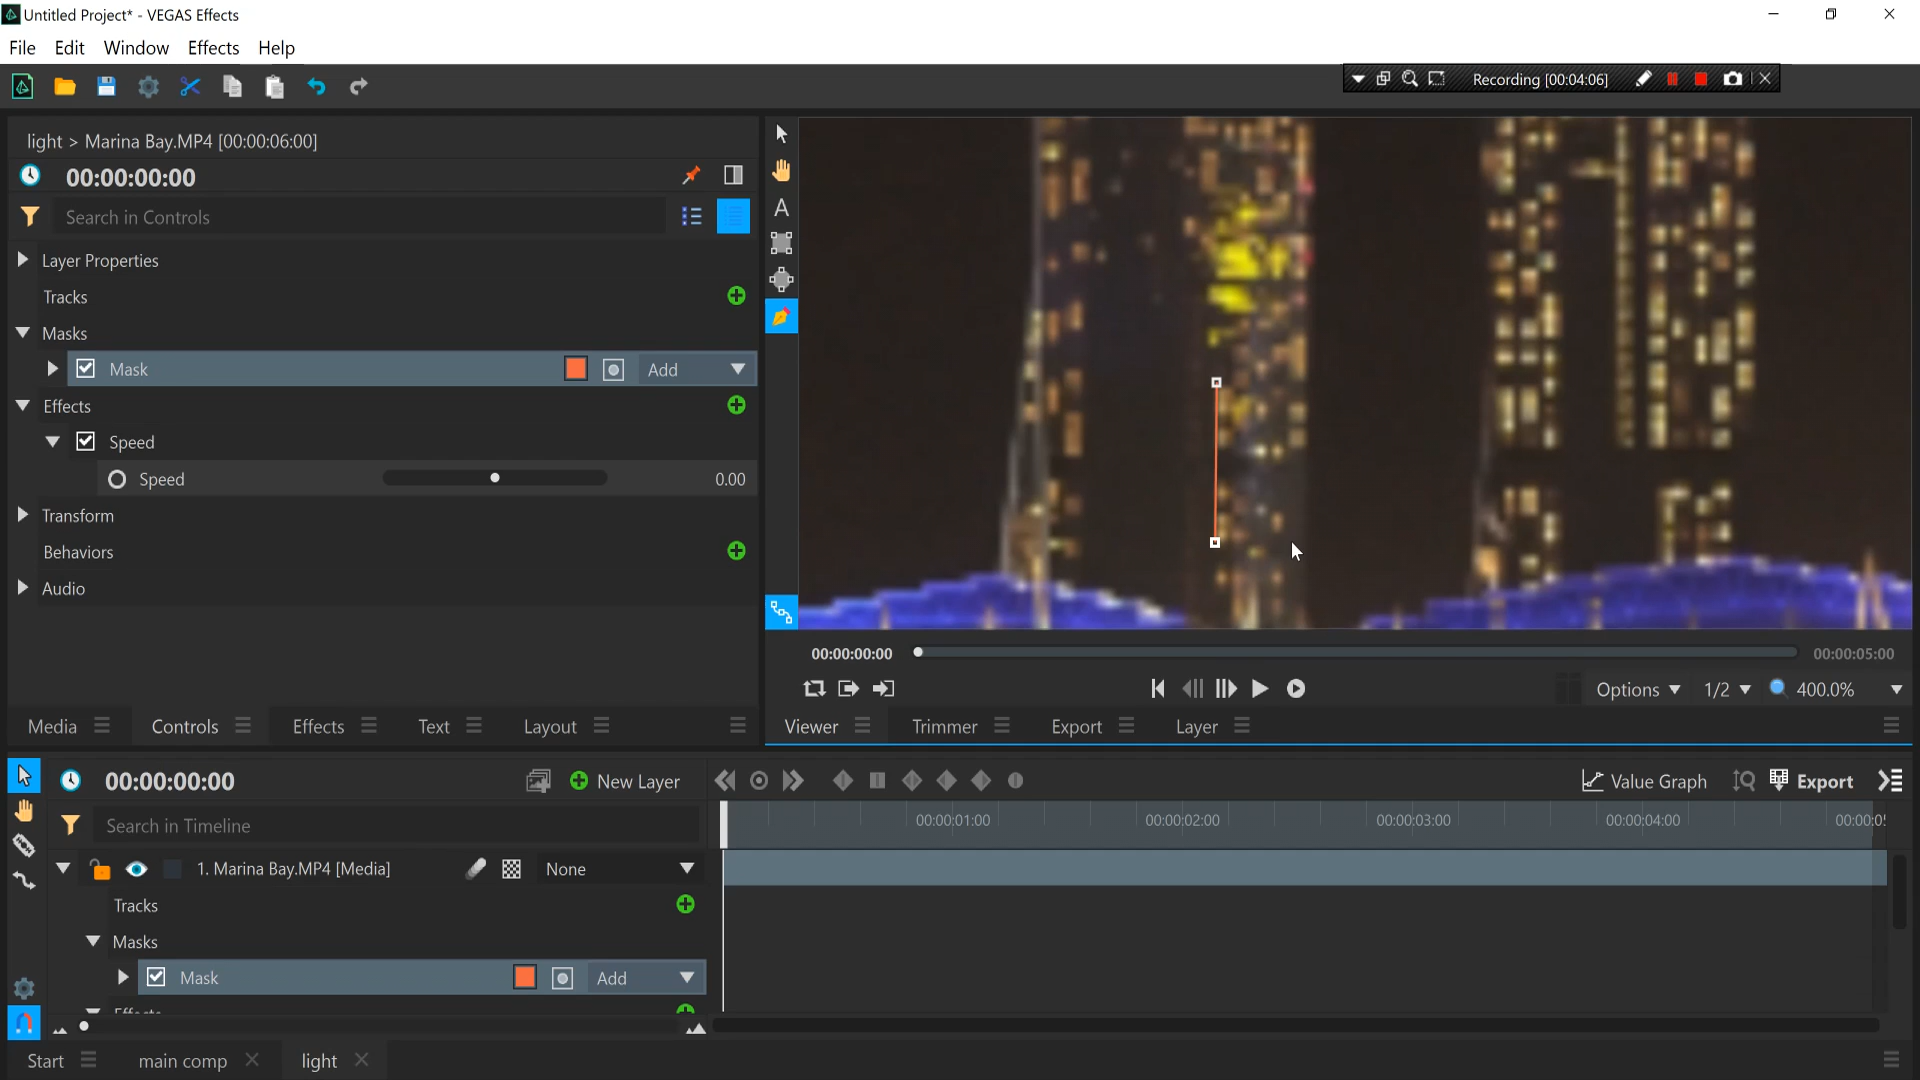 Untitled Project* - VEGAS Effects
File Edit Window Effects Help
Recording [00:04:06]
light > Marina Bay.MP4 [00:00:06:00]
00:00:00:00
Search in Controls
Layer Properties
Tracks
Masks
Mask Add
Effects
Speed
Speed 0.00
Transform
Behaviors
Audio
A
00:00:00:00 00:00:05:00
Options 1/2 400.0%
Media Controls Effects Text Layout
Viewer Trimmer Export Layer
00:00:00:00 New Layer Value Graph Export
Search in Timeline
00:00:01:00 00:00:02:00 00:00:03:00 00:00:04:00
1. Marina Bay.MP4 [Media] None
Tracks
Masks
Mask Add
Start main comp light